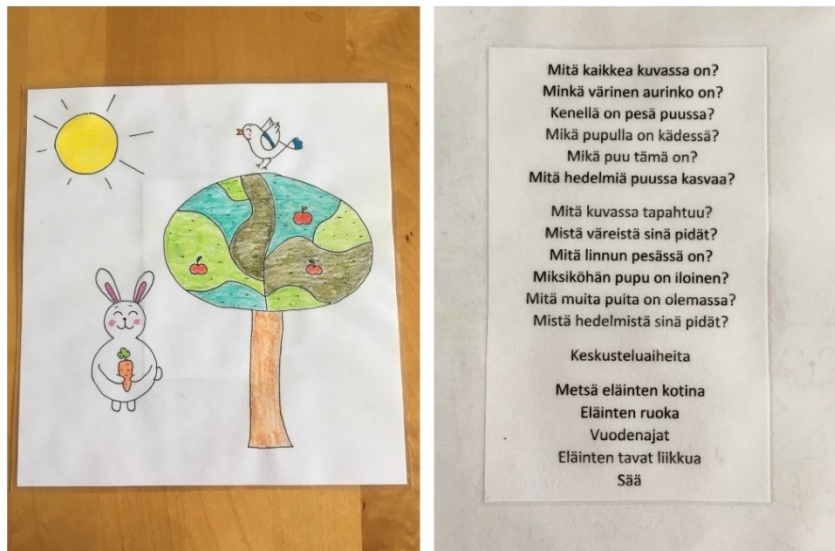 Mitä kaikkea kuvassa on?
Minkä värinen aurinko on?
Kenellä on pesä puussa?
Mikä pupulla on kädessä?
Mikä puu tämä on?
Mitä hedelmiä puussa kasvaa?
Mitä kuvassa tapahtuu?
Mistä väreistä sinä pidät?
Mitä linnun pesässä on?
Miksiköhän pupu on iloinen?
Mitä muita puita on olemassa?
Mistä hedelmistä sinä pidät?
Keskusteluaiheita
Metsä eläinten kotina
Eläinten ruoka
Vuodenajat
Eläinten tavat liikkua
Sää